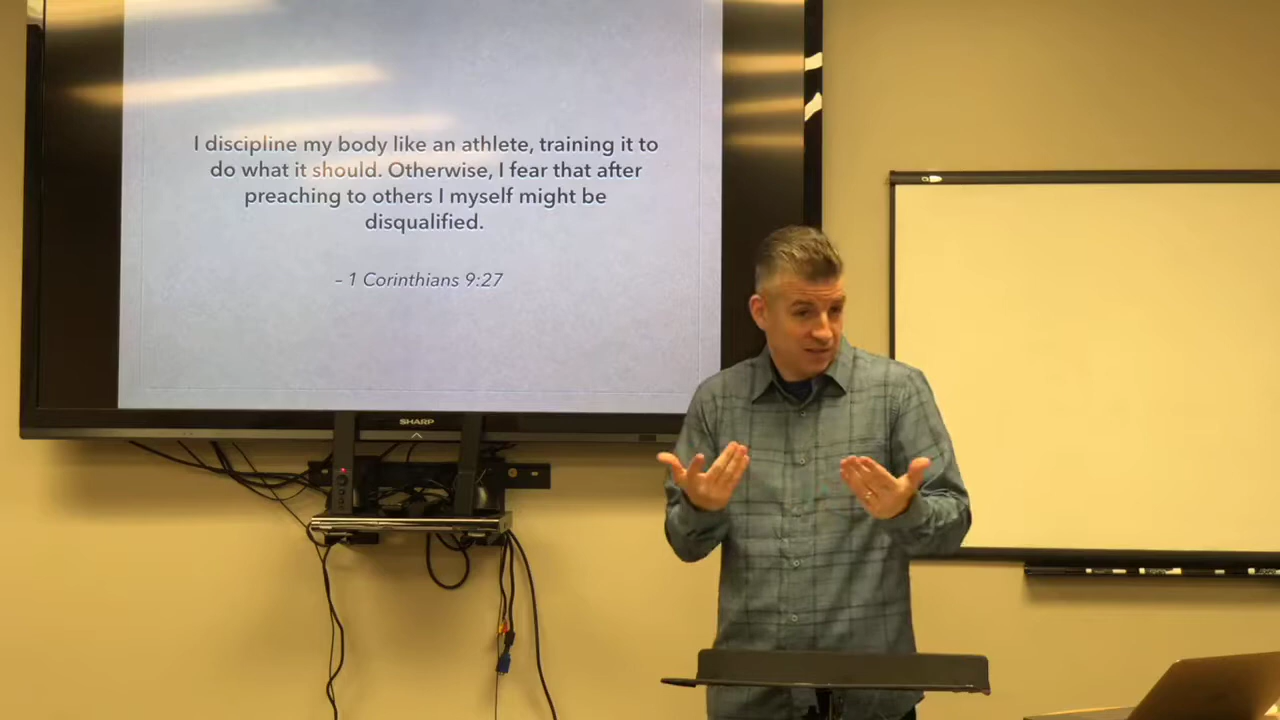 I discipline my body like an athlete, training it to
do what it should. Otherwise, I fear that after
preaching to others I myself might be
disqualified.
– 1 Corinthians 9:27
SHARP